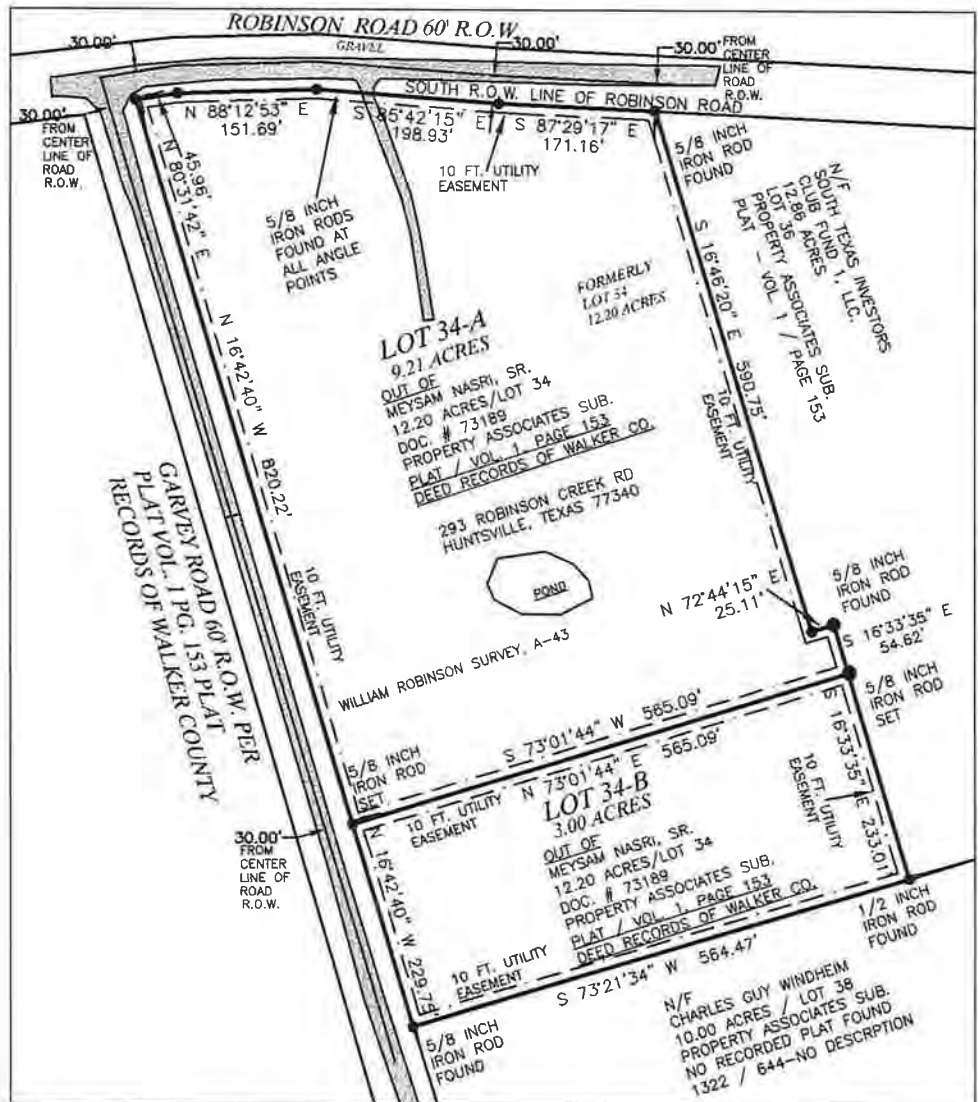 ROBINSON ROAD 60' R.O.W
GRAVEL
30.00'
30.00'
30.00' FROM
CENTER
LINE OF
ROAD
R.O.W.
SOUTH R.O.W. LINE OF ROBINSON ROAD
30.00'
FROM
CENTER
LINE OF
ROAD
R.O.W.
N 88°12'53" E
151.69'
S 85°42'15" E
198.93'
S 87°29'17" E
171.16'
10 FT. UTILITY
EASEMENT
45.96'
N 80°31'42" E
5/8 INCH
IRON RODS
FOUND AT
ALL ANGLE
POINTS
5/8 INCH
IRON ROD
FOUND
N/F
SOUTH TEXAS INVESTORS
CLUB FUND 1, LLC.
12.86 ACRES
LOT 36
PROPERTY ASSOCIATES SUB.
PLAT - VOL. 1 / PAGE 153
FORMERLY
LOT 34
12.20 ACRES
S 16°46'20" E 590.75'
10 FT. UTILITY
EASEMENT
LOT 34-A
9.21 ACRES
OUT OF
MEYSAM NASRI, SR.
12.20 ACRES/LOT 34
DOC. # 73189
PROPERTY ASSOCIATES SUB.
PLAT / VOL. 1, PAGE 153
DEED RECORDS OF WALKER CO.
293 ROBINSON CREEK RD
HUNTSVILLE, TEXAS 77340
N 16°42'40" W 820.22'
10 FT. UTILITY
EASEMENT
GARVEY ROAD 60' R.O.W. PER
PLAT VOL. 1 PG. 153 PLAT
RECORDS OF WALKER COUNTY
POND
N 72°44'15" E
25.11'
5/8 INCH
IRON ROD
FOUND
S 16°33'35" E
54.62'
WILLIAM ROBINSON SURVEY, A-43
5/8 INCH
IRON ROD
SET
5/8 INCH
IRON ROD
SET
S 73°01'44" W 565.09'
N 73°01'44" E 565.09'
10 FT. UTILITY
EASEMENT
30.00'
FROM
CENTER
LINE OF
ROAD
R.O.W.
LOT 34-B
3.00 ACRES
OUT OF
MEYSAM NASRI, SR.
12.20 ACRES/LOT 34
DOC. # 73189
PROPERTY ASSOCIATES SUB.
PLAT / VOL. 1, PAGE 153
DEED RECORDS OF WALKER CO.
10 FT. UTILITY
EASEMENT
S 16°33'35" E 233.01'
N 16°42'40" W 229.75'
10 FT. UTILITY
EASEMENT
S 73°21'34" W 564.47'
1/2 INCH
IRON ROD
FOUND
5/8 INCH
IRON ROD
FOUND
N/F
CHARLES GUY WINDHEIM
10.00 ACRES / LOT 38
PROPERTY ASSOCIATES SUB.
NO RECORDED PLAT FOUND
1322 / 644-NO DESCRPTION